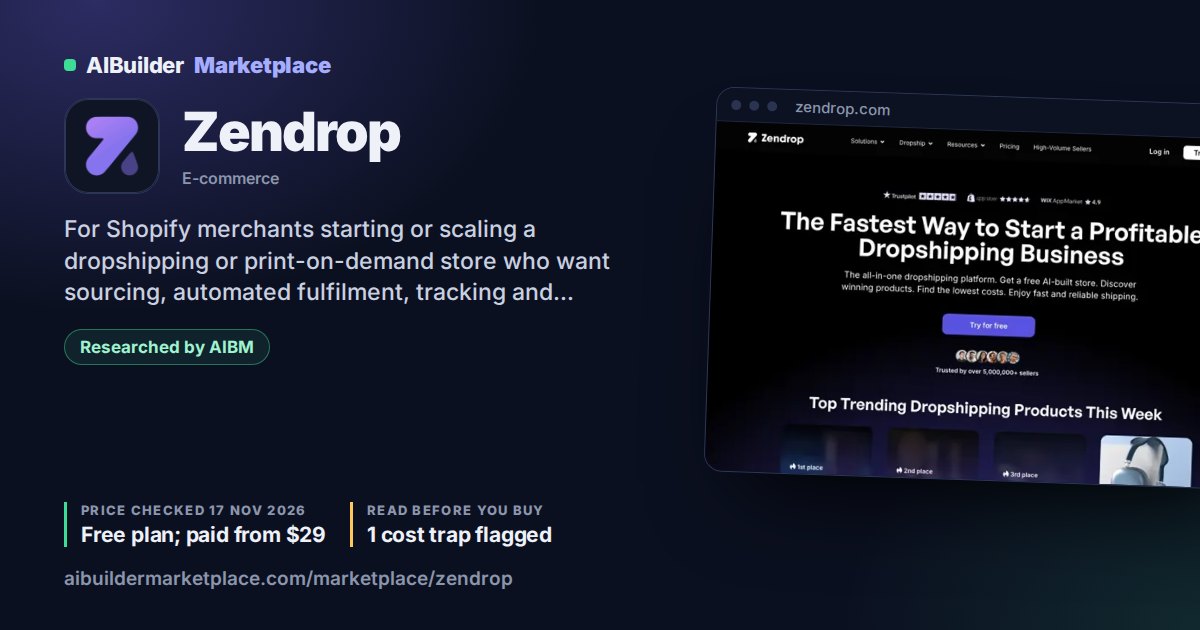 AIBuilder Marketplace
Zendrop
E-commerce
For Shopify merchants starting or scaling a
dropshipping or print-on-demand store who want
sourcing, automated fulfilment, tracking and...
Researched by AIBM
PRICE CHECKED 17 NOV 2026
Free plan; paid from $29
READ BEFORE YOU BUY
1 cost trap flagged
aibuildermarketplace.com/marketplace/zendrop
zendrop.com
Zendrop
Solutions
Dropship
Resources
Pricing
High-Volume Sellers
Log in
Trustpilot
WIX AppMarket 4.9
The Fastest Way to Start a Profitable
Dropshipping Business
The all-in-one dropshipping platform. Get a free AI-built store. Discover
winning products. Find the lowest costs. Enjoy fast and reliable shipping.
Try for free
Trusted by over 5,000,000+ sellers
Top Trending Dropshipping Products This Week
1st place
2nd place
3rd place